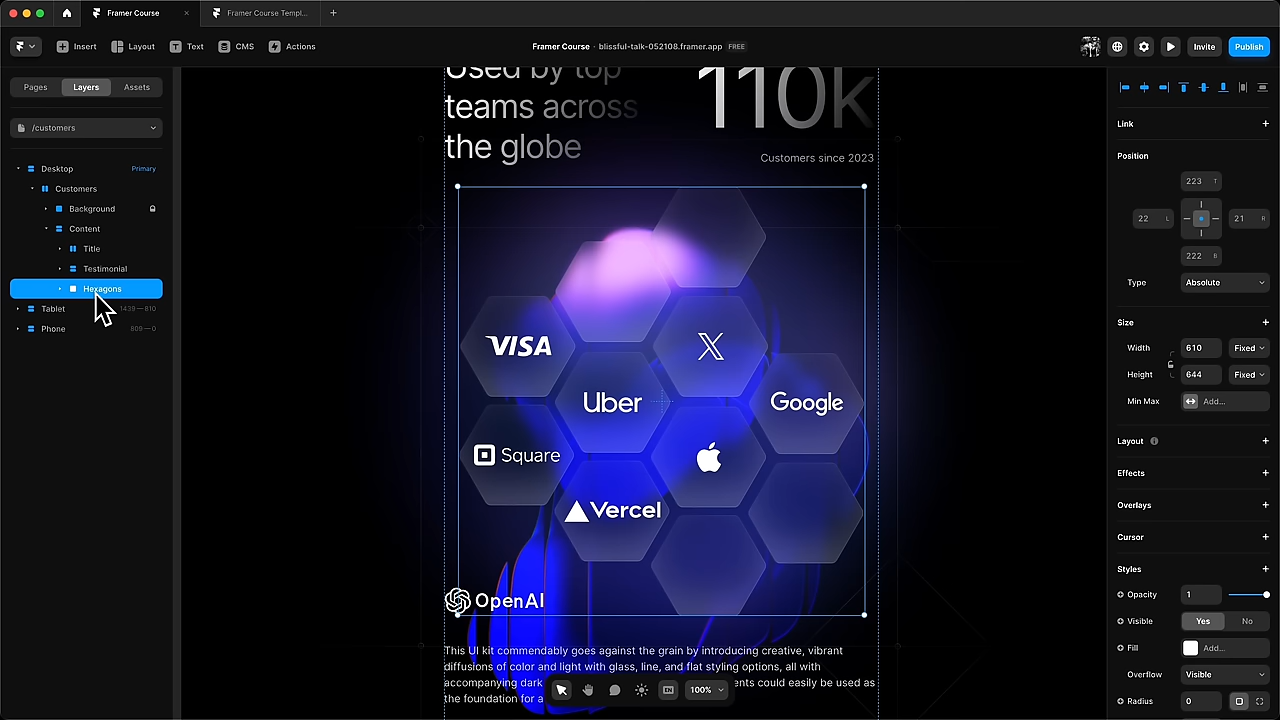 Framer Course
Framer Course Templ...
Insert
Layout
Text
CMS
Actions
Framer Course · blissful-talk-052108.framer.app FREE
Invite
Publish
Pages
Layers
Assets
/customers
Desktop
Primary
Customers
Background
Content
Title
Testimonial
Hexagons
Tablet
1439—810
Phone
809—0
Used by top
teams across
the globe
110k
Customers since 2023
VISA
Uber
Google
Square
Vercel
OpenAI
This UI kit commendably goes against the grain by introducing creative, vibrant
diffusions of color and light with glass, line, and flat styling options, all with
accompanying dark
ents could easily be used as
the foundation for a
EN
100%
Link
Position
223 T
22 L
21 R
222 B
Type
Absolute
Size
Width
610
Fixed
Height
644
Fixed
Min Max
Add...
Layout
Effects
Overlays
Cursor
Styles
Opacity
1
Visible
Yes
No
Fill
Add...
Overflow
Visible
Radius
0